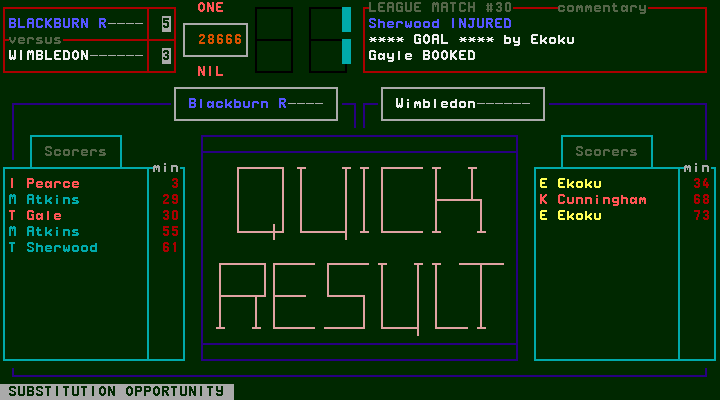 ONE
LEAGUE MATCH #30 commentary
BLACKBURN R---- 5
Sherwood INJURED
versus
28666
**** GOAL **** by Ekoku
WIMBLEDON------ 3
Gayle BOOKED
NIL
Blackburn R----
Wimbledon------
Scorers
Scorers
min
I Pearce 3
M Atkins 29
T Gale 30
M Atkins 55
T Sherwood 61
min
E Ekoku 34
K Cunningham 68
E Ekoku 73
QUICK
RESULT
SUBSTITUTION OPPORTUNITY